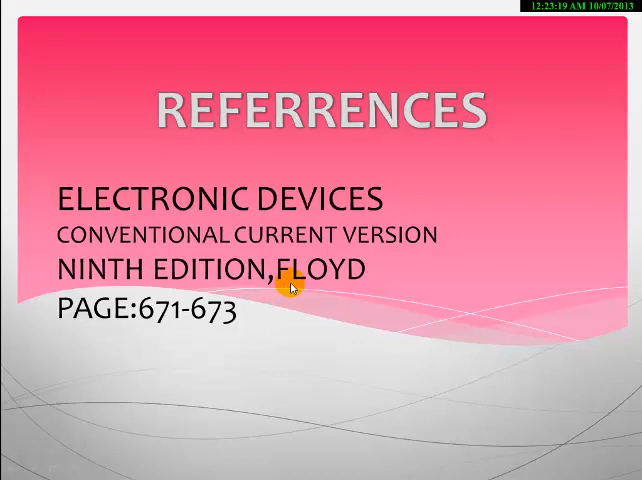 12:23:19 AM 10/07/2013
REFERRENCES
ELECTRONIC DEVICES
CONVENTIONAL CURRENT VERSION
NINTH EDITION,FLOYD
PAGE:671-673